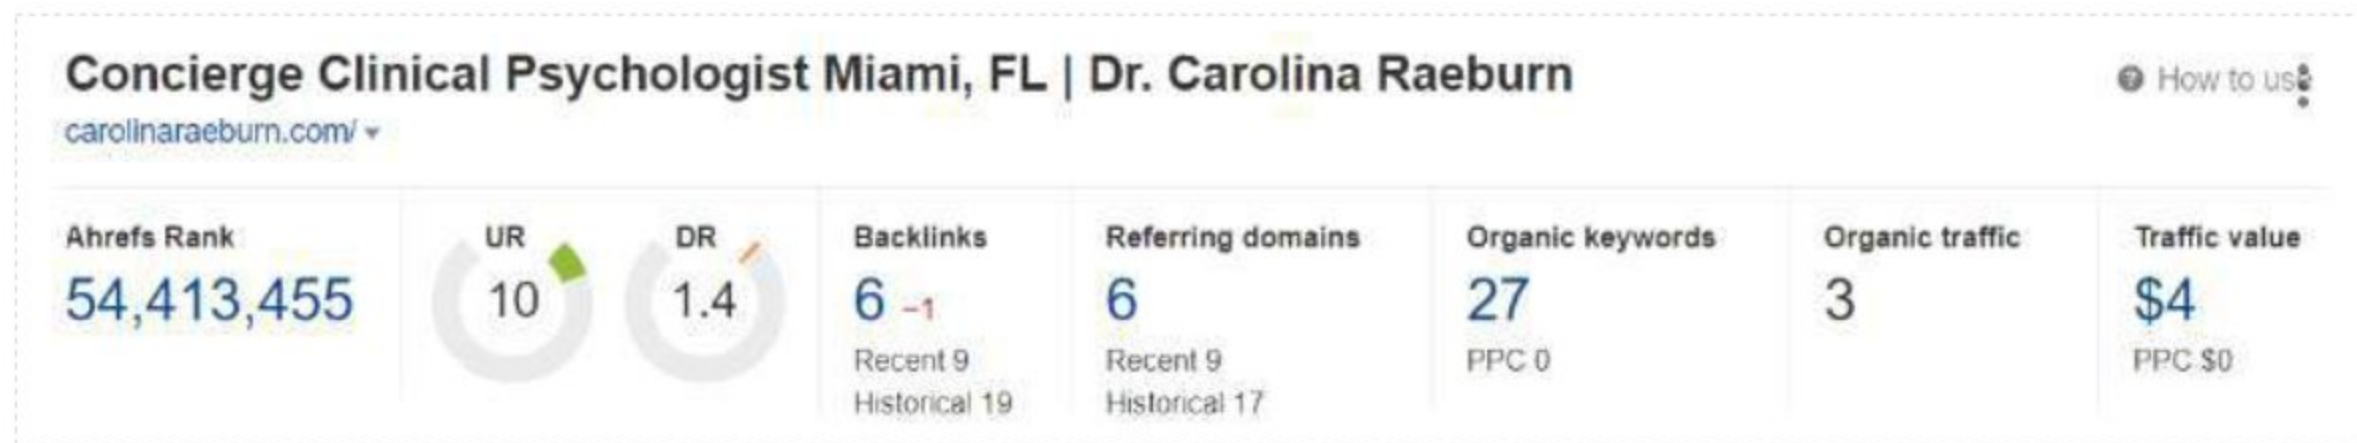 Concierge Clinical Psychologist Miami, FL | Dr. Carolina Raeburn
How to use
carolinaraeburn.com/
Ahrefs Rank
54,413,455
UR
10
DR
1.4
Backlinks
6 -1
Recent 9
Historical 19
Referring domains
6
Recent 9
Historical 17
Organic keywords
27
PPC 0
Organic traffic
3
Traffic value
$4
PPC $0